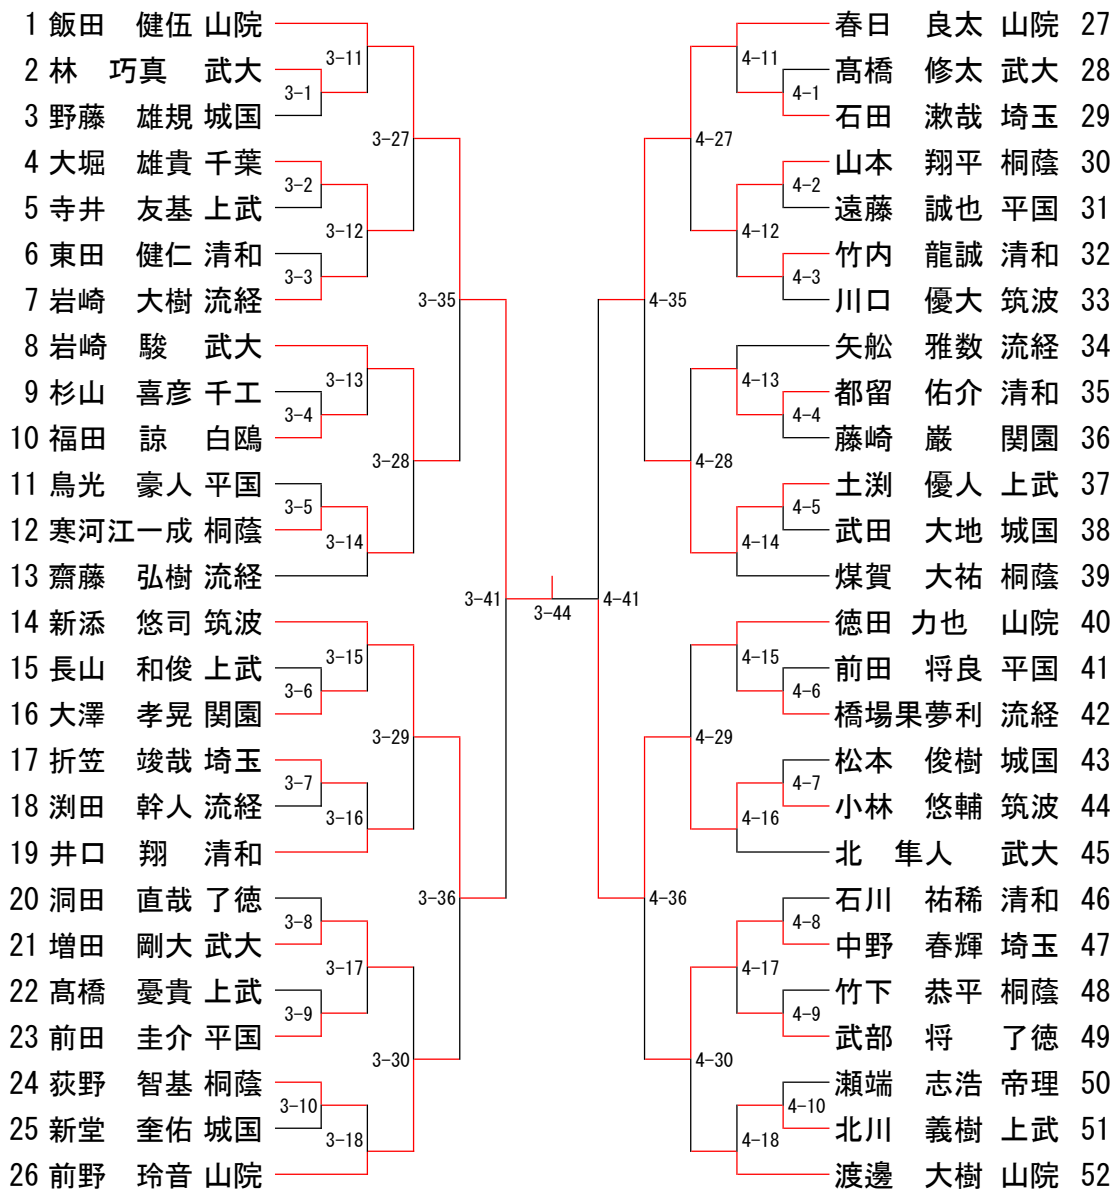 1 飯田 健伍 山院
2 林 巧真 武大
3 野藤 雄規 城国
4 大堀 雄貴 千葉
5 寺井 友基 上武
6 東田 健仁 清和
7 岩崎 大樹 流経
8 岩崎 駿 武大
9 杉山 喜彦 千工
10 福田 諒 白鴎
11 鳥光 豪人 平国
12 寒河江一成 桐蔭
13 齋藤 弘樹 流経
14 新添 悠司 筑波
15 長山 和俊 上武
16 大澤 孝晃 関園
17 折笠 竣哉 埼玉
18 渕田 幹人 流経
19 井口 翔 清和
20 洞田 直哉 了徳
21 増田 剛大 武大
22 髙橋 憂貴 上武
23 前田 圭介 平国
24 荻野 智基 桐蔭
25 新堂 奎佑 城国
26 前野 玲音 山院
3-1
3-2
3-3
3-4
3-5
3-6
3-7
3-8
3-9
3-10
3-11
3-12
3-13
3-14
3-15
3-16
3-17
3-18
3-27
3-28
3-29
3-30
3-35
3-36
3-41
3-44
4-41
4-35
4-36
4-27
4-28
4-29
4-30
4-11
4-12
4-13
4-14
4-15
4-16
4-17
4-18
4-1
4-2
4-3
4-4
4-5
4-6
4-7
4-8
4-9
4-10
春日 良太 山院 27
髙橋 修太 武大 28
石田 漱哉 埼玉 29
山本 翔平 桐蔭 30
遠藤 誠也 平国 31
竹内 龍誠 清和 32
川口 優大 筑波 33
矢舩 雅数 流経 34
都留 佑介 清和 35
藤崎 巌 関園 36
土渕 優人 上武 37
武田 大地 城国 38
煤賀 大祐 桐蔭 39
徳田 力也 山院 40
前田 将良 平国 41
橋場果夢利 流経 42
松本 俊樹 城国 43
小林 悠輔 筑波 44
北 隼人 武大 45
石川 祐稀 清和 46
中野 春輝 埼玉 47
竹下 恭平 桐蔭 48
武部 将 了徳 49
瀬端 志浩 帝理 50
北川 義樹 上武 51
渡邊 大樹 山院 52